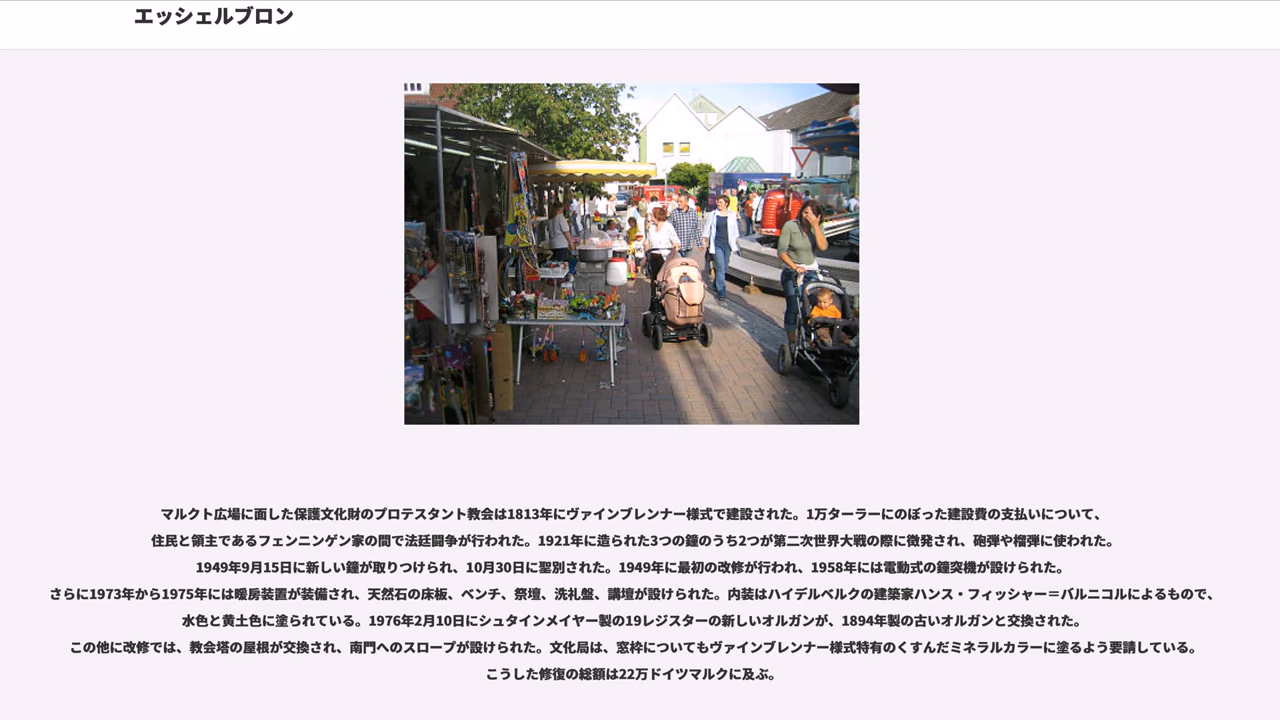 エッシェルブロン
マルクト広場に面した保護文化財のプロテスタント教会は1813年にヴァインブレンナー様式で建設された。1万ターラーにのぼった建設費の支払いについて、
住民と領主であるフェンニンゲン家の間で法廷闘争が行われた。1921年に造られた3つの鐘のうち2つが第二次世界大戦の際に徴発され、砲弾や榴弾に使われた。
1949年9月15日に新しい鐘が取りつけられ、10月30日に聖別された。1949年に最初の改修が行われ、1958年には電動式の鐘突機が設けられた。
さらに1973年から1975年には暖房装置が装備され、天然石の床板、ベンチ、祭壇、洗礼盤、講壇が設けられた。内装はハイデルベルクの建築家ハンス・フィッシャー＝バルニコルによるもので、
水色と黄土色に塗られている。1976年2月10日にシュタインメイヤー製の19レジスターの新しいオルガンが、1894年製の古いオルガンと交換された。
この他に改修では、教会塔の屋根が交換され、南門へのスロープが設けられた。文化局は、窓枠についてもヴァインブレンナー様式特有のくすんだミネラルカラーに塗るよう要請している。
こうした修復の総額は22万ドイツマルクに及ぶ。